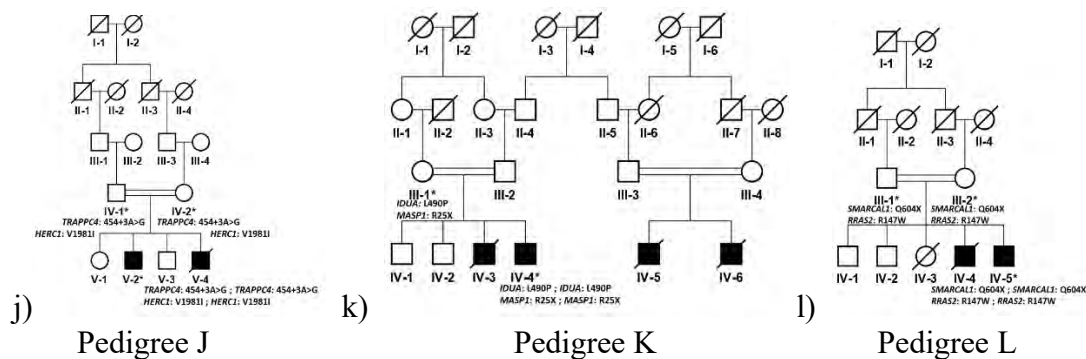 I-1 I-2
II-1 II-2 II-3 II-4
III-1 III-2 III-3 III-4
IV-1* IV-2*
TRAPPC4: 454+3A>G TRAPPC4: 454+3A>G
HERC1: V1981I HERC1: V1981I
V-1 V-2* V-3 V-4
TRAPPC4: 454+3A>G ; TRAPPC4: 454+3A>G
HERC1: V1981I ; HERC1: V1981I
j)
Pedigree J
I-1 I-2 I-3 I-4 I-5 I-6
II-1 II-2 II-3 II-4 II-5 II-6 II-7 II-8
III-1* III-2 III-3 III-4
IDUA: L490P
MASP1: R25X
IV-1 IV-2 IV-3 IV-4* IV-5 IV-6
IDUA: L490P ; IDUA: L490P
MASP1: R25X ; MASP1: R25X
k)
Pedigree K
I-1 I-2
II-1 II-2 II-3 II-4
III-1* III-2*
SMARCAL1: Q604X SMARCAL1: Q604X
RRAS2: R147W RRAS2: R147W
IV-1 IV-2 IV-3 IV-4 IV-5*
SMARCAL1: Q604X ; SMARCAL1: Q604X
RRAS2: R147W ; RRAS2: R147W
l)
Pedigree L